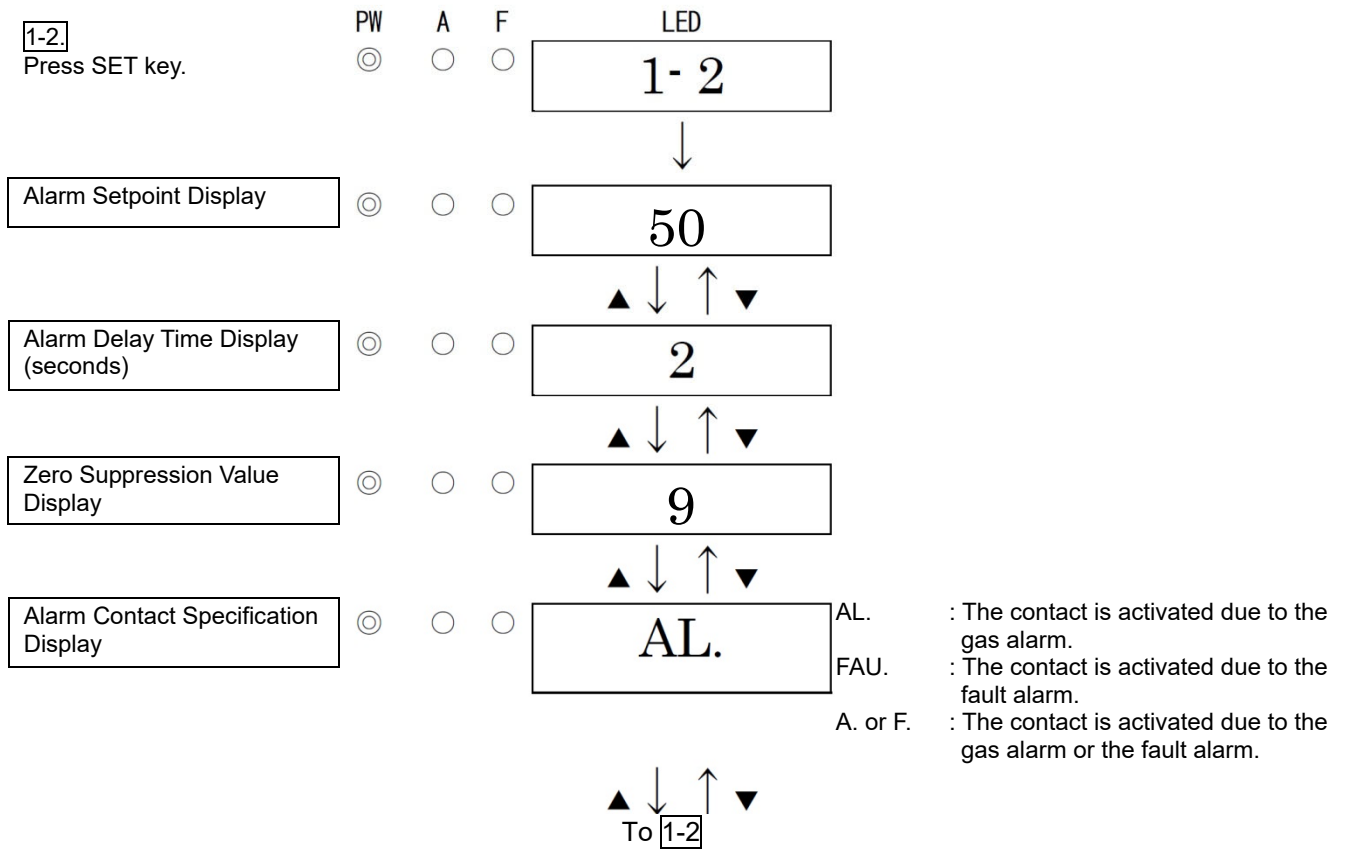 PW A F LED
1-2.
Press SET key.
1- 2
Alarm Setpoint Display
50
▲ ↓ ↑ ▼
Alarm Delay Time Display
(seconds)
2
▲ ↓ ↑ ▼
Zero Suppression Value
Display
9
▲ ↓ ↑ ▼
Alarm Contact Specification
Display
AL.
AL. : The contact is activated due to the
gas alarm.
FAU. : The contact is activated due to the
fault alarm.
A. or F. : The contact is activated due to the
gas alarm or the fault alarm.
▲ ↓ ↑ ▼
To 1-2